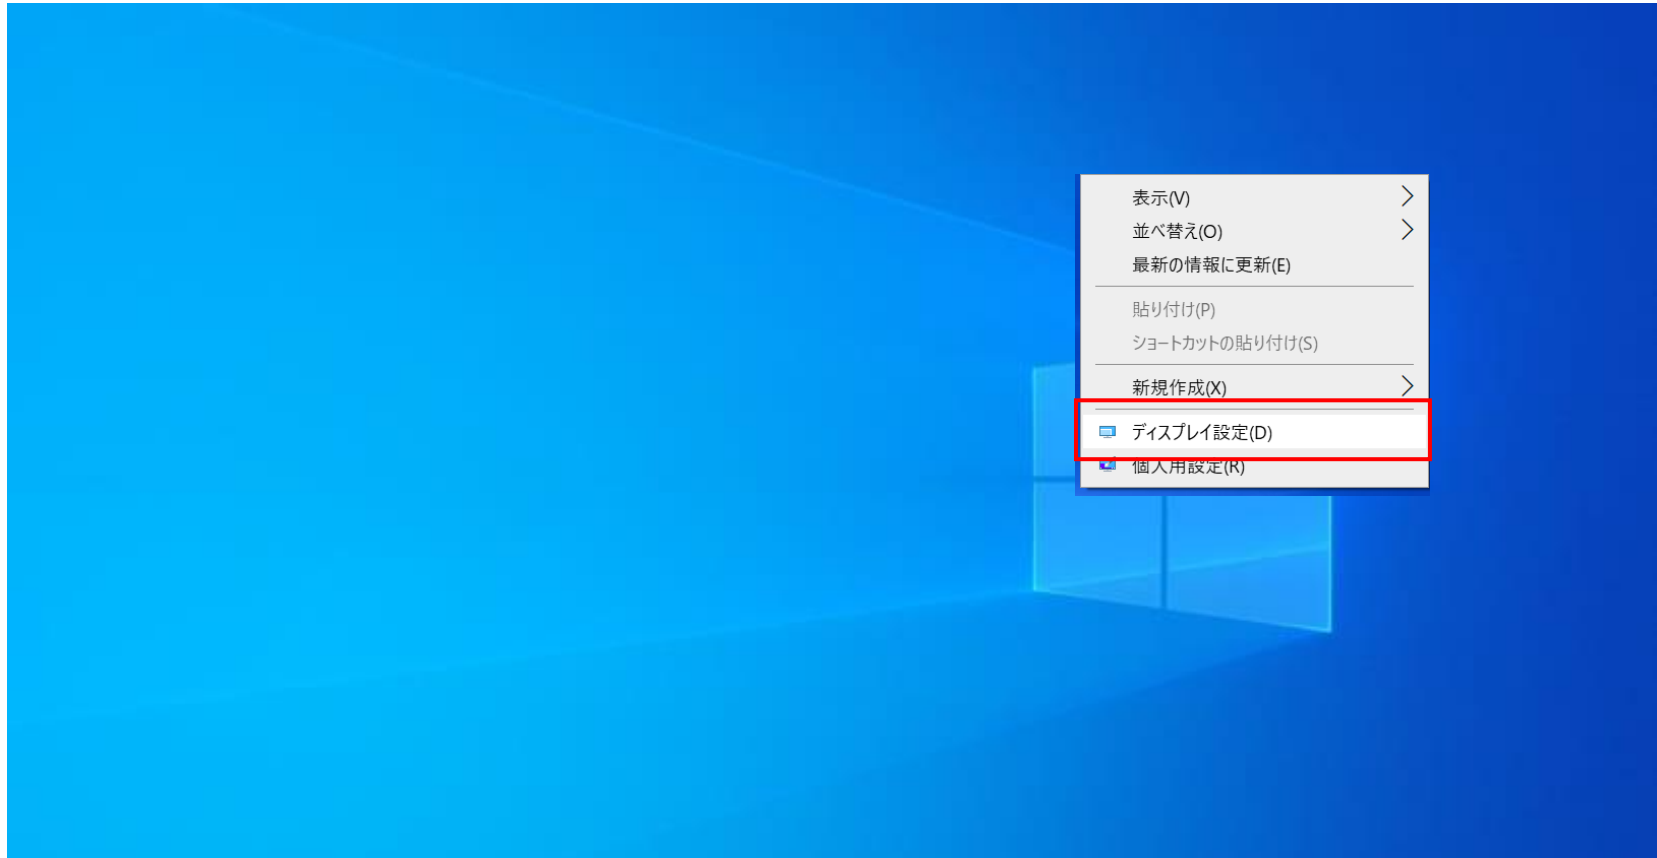 表示(V)
並べ替え(O)
最新の情報に更新(E)
貼り付け(P)
ショートカットの貼り付け(S)
新規作成(X)
ディスプレイ設定(D)
個人用設定(R)